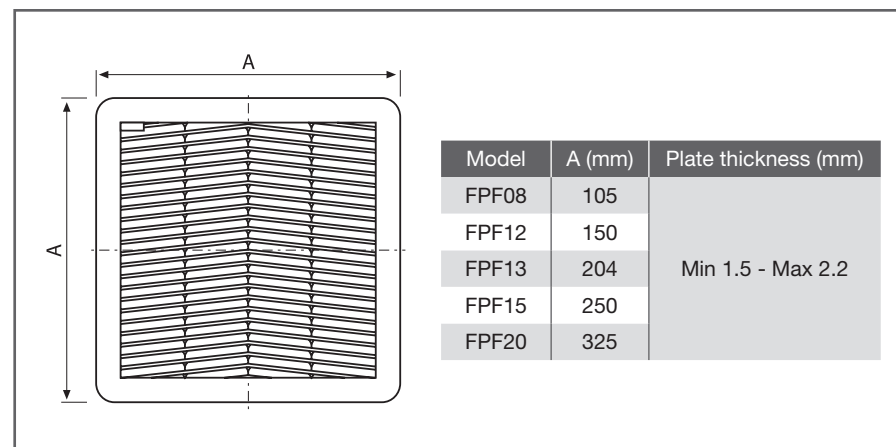 A
A
Model A (mm) Plate thickness (mm)
FPF08 105
FPF12 150
FPF13 204 Min 1.5 - Max 2.2
FPF15 250
FPF20 325